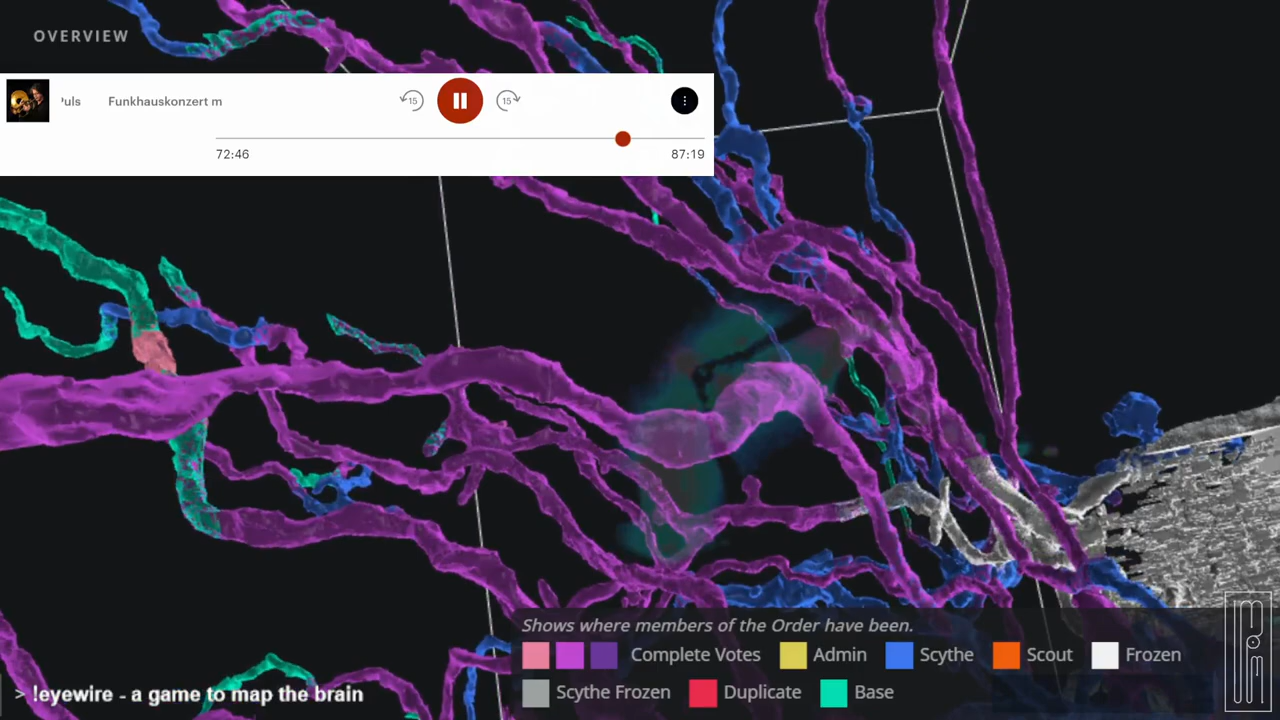 OVERVIEW
Puls Funkhauskonzert m
15 15
72:46 87:19
Shows where members of the Order have been.
Complete Votes Admin Scythe Scout Frozen
Scythe Frozen Duplicate Base
> !eyewire - a game to map the brain